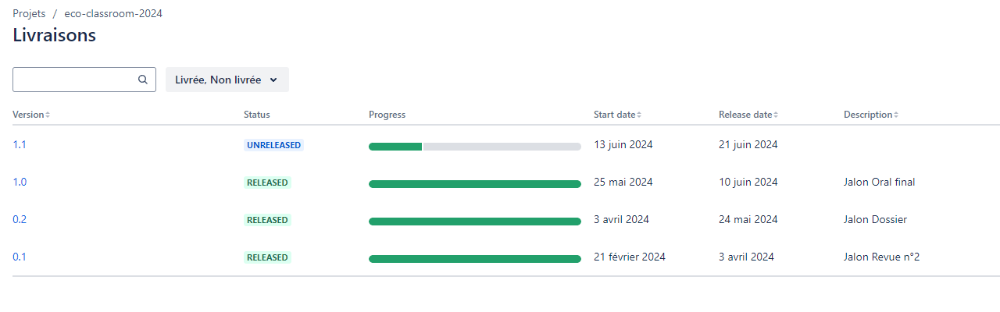 Projets / eco-classroom-2024
Livraisons
Livrée, Non livrée
Version Status Progress Start date Release date Description
1.1 UNRELEASED 13 juin 2024 21 juin 2024
1.0 RELEASED 25 mai 2024 10 juin 2024 Jalon Oral final
0.2 RELEASED 3 avril 2024 24 mai 2024 Jalon Dossier
0.1 RELEASED 21 février 2024 3 avril 2024 Jalon Revue n°2